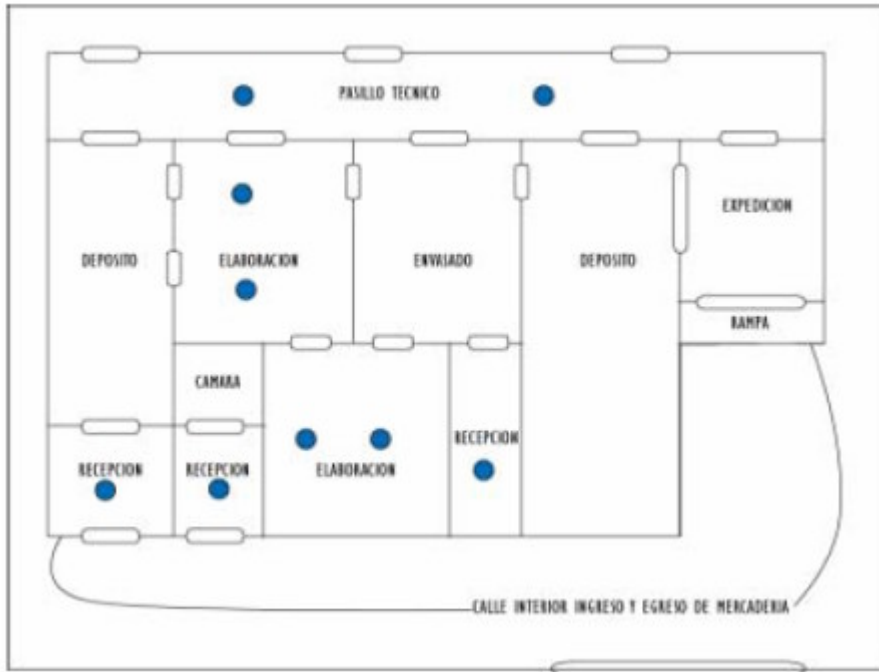 PASILLO TECNICO
EXPEDICION
DEPOSITO
ELABORACION
ENVASADO
DEPOSITO
RAMPA
CAMARA
RECEPCION
RECEPCION
RECEPCION
ELABORACION
CALLE INTERIOR INGRESO Y EGRESO DE MERCADERIA